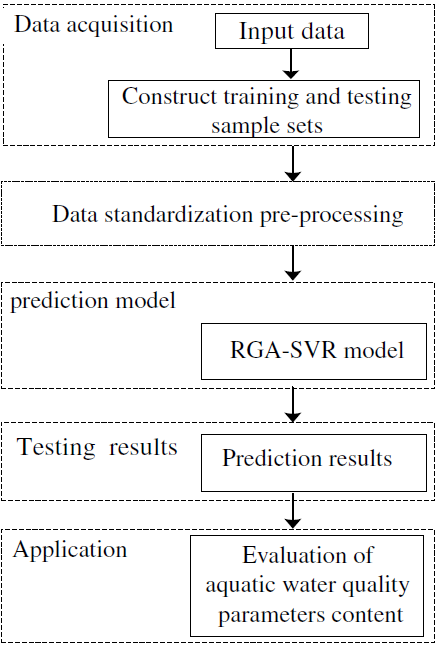 Data acquisition
Input data
Construct training and testing
sample sets
Data standardization pre-processing
prediction model
RGA-SVR model
Testing results
Prediction results
Application
Evaluation of
aquatic water quality
parameters content